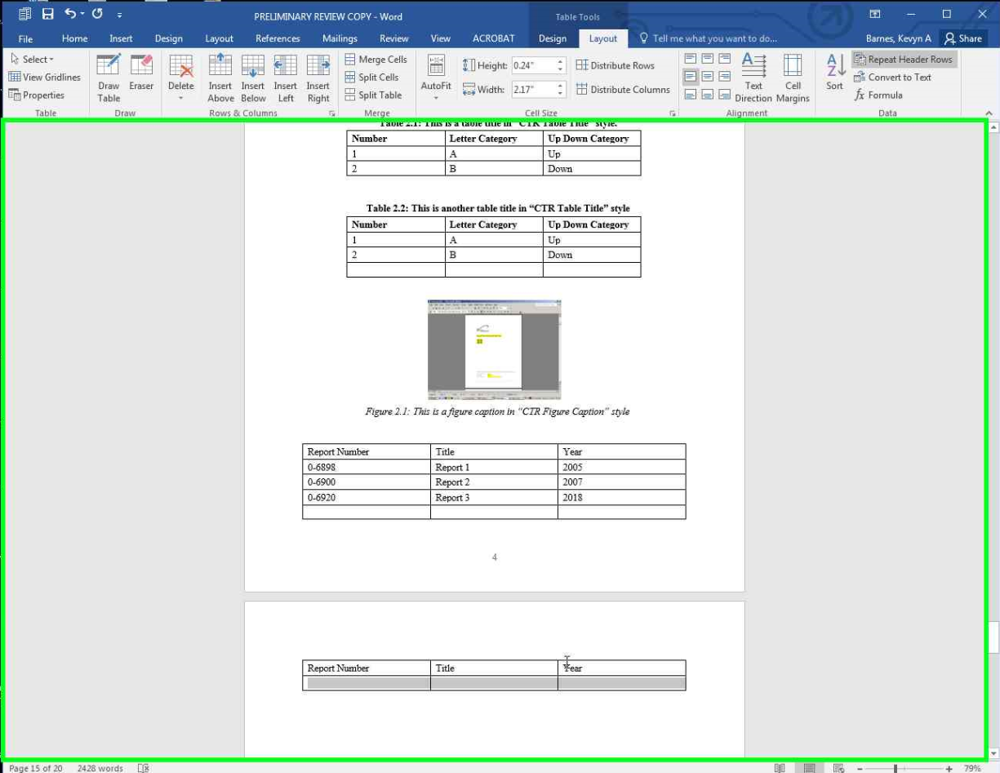 PRELIMINARY REVIEW COPY - Word
Table Tools
File
Home
Insert
Design
Layout
References
Mailings
Review
View
ACROBAT
Design
Layout
Tell me what you want to do...
Barnes, Kevyn A
Share
Select
View Gridlines
Properties
Table
Draw Table
Eraser
Draw
Delete
Insert Above
Insert Below
Insert Left
Insert Right
Rows & Columns
Merge Cells
Split Cells
Split Table
Merge
AutoFit
Height: 0.24"
Width: 2.17"
Distribute Rows
Distribute Columns
Cell Size
Text Direction
Cell Margins
Alignment
Sort
Repeat Header Rows
Convert to Text
Formula
Data
Table 2.1: This is a table title in “CTR Table Title” style.
Number Letter Category Up Down Category
1 A Up
2 B Down
Table 2.2: This is another table title in “CTR Table Title” style
Number Letter Category Up Down Category
1 A Up
2 B Down
Figure 2.1: This is a figure caption in “CTR Figure Caption” style
Report Number Title Year
0-6898 Report 1 2005
0-6900 Report 2 2007
0-6920 Report 3 2018
4
Report Number Title Year
Page 15 of 20 2428 words 79%